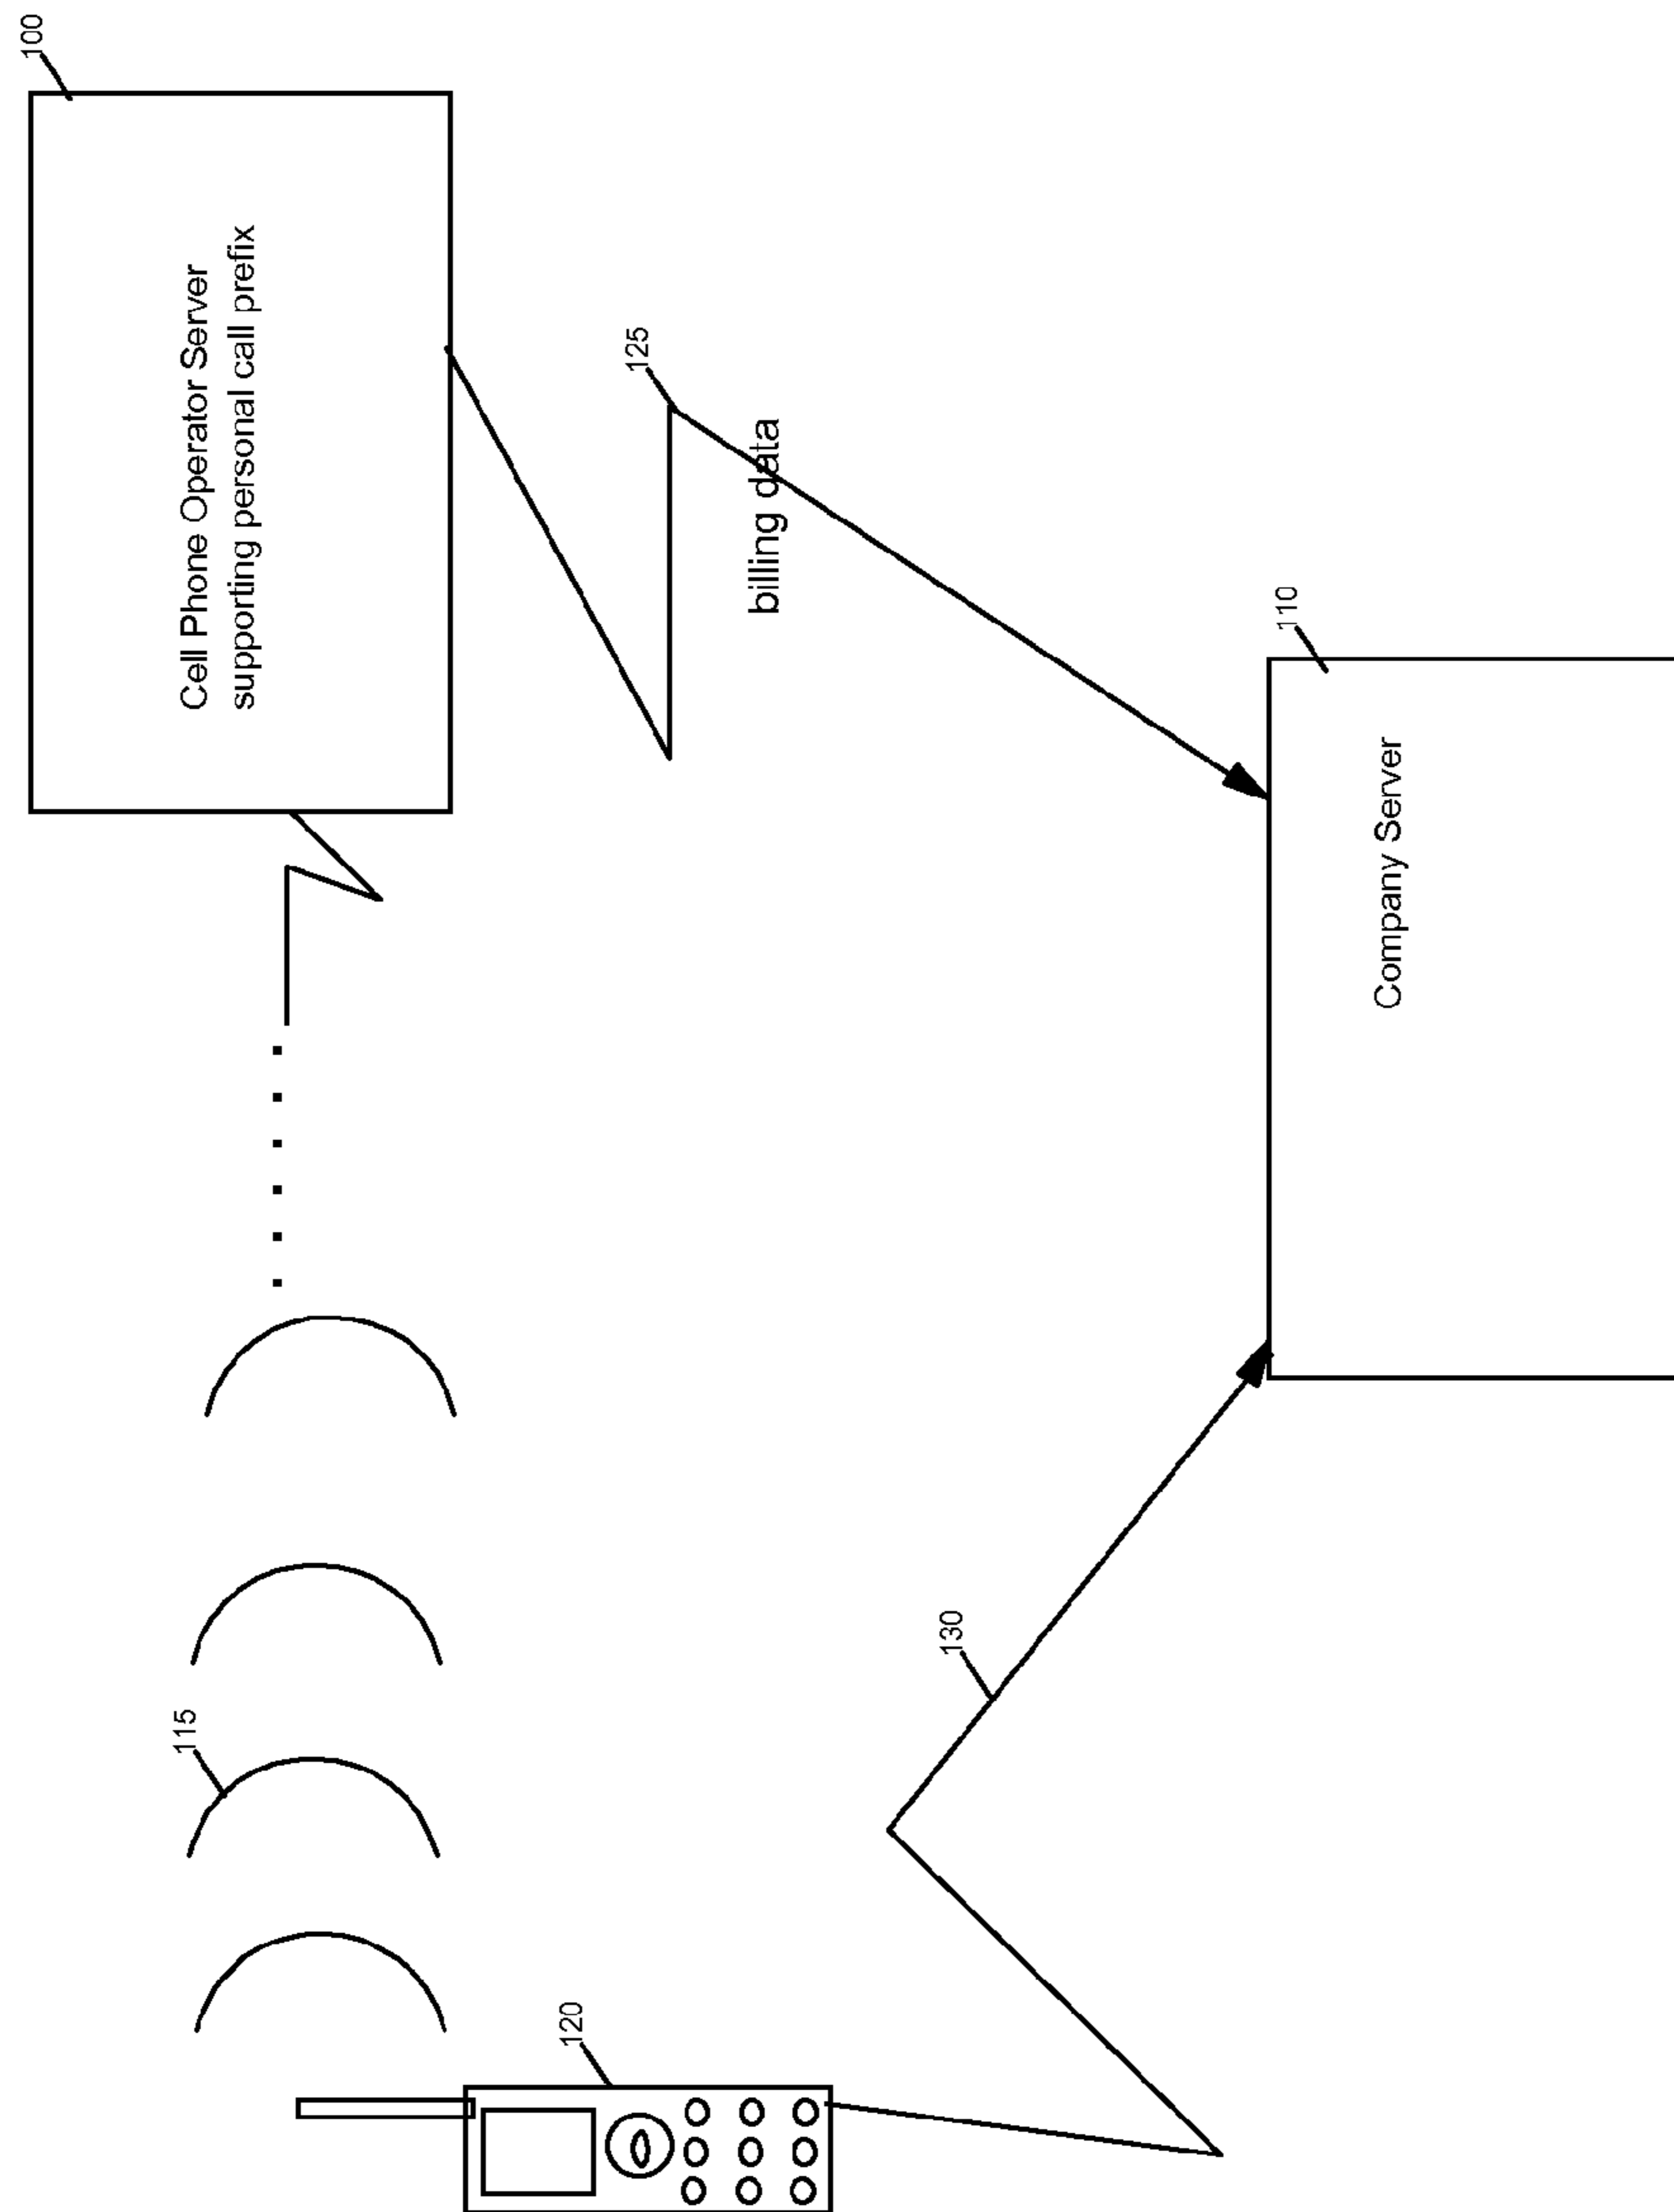 100
Cell Phone Operator Server
supporting personal call prefix
125
billing data
110
Company Server
115
130
120